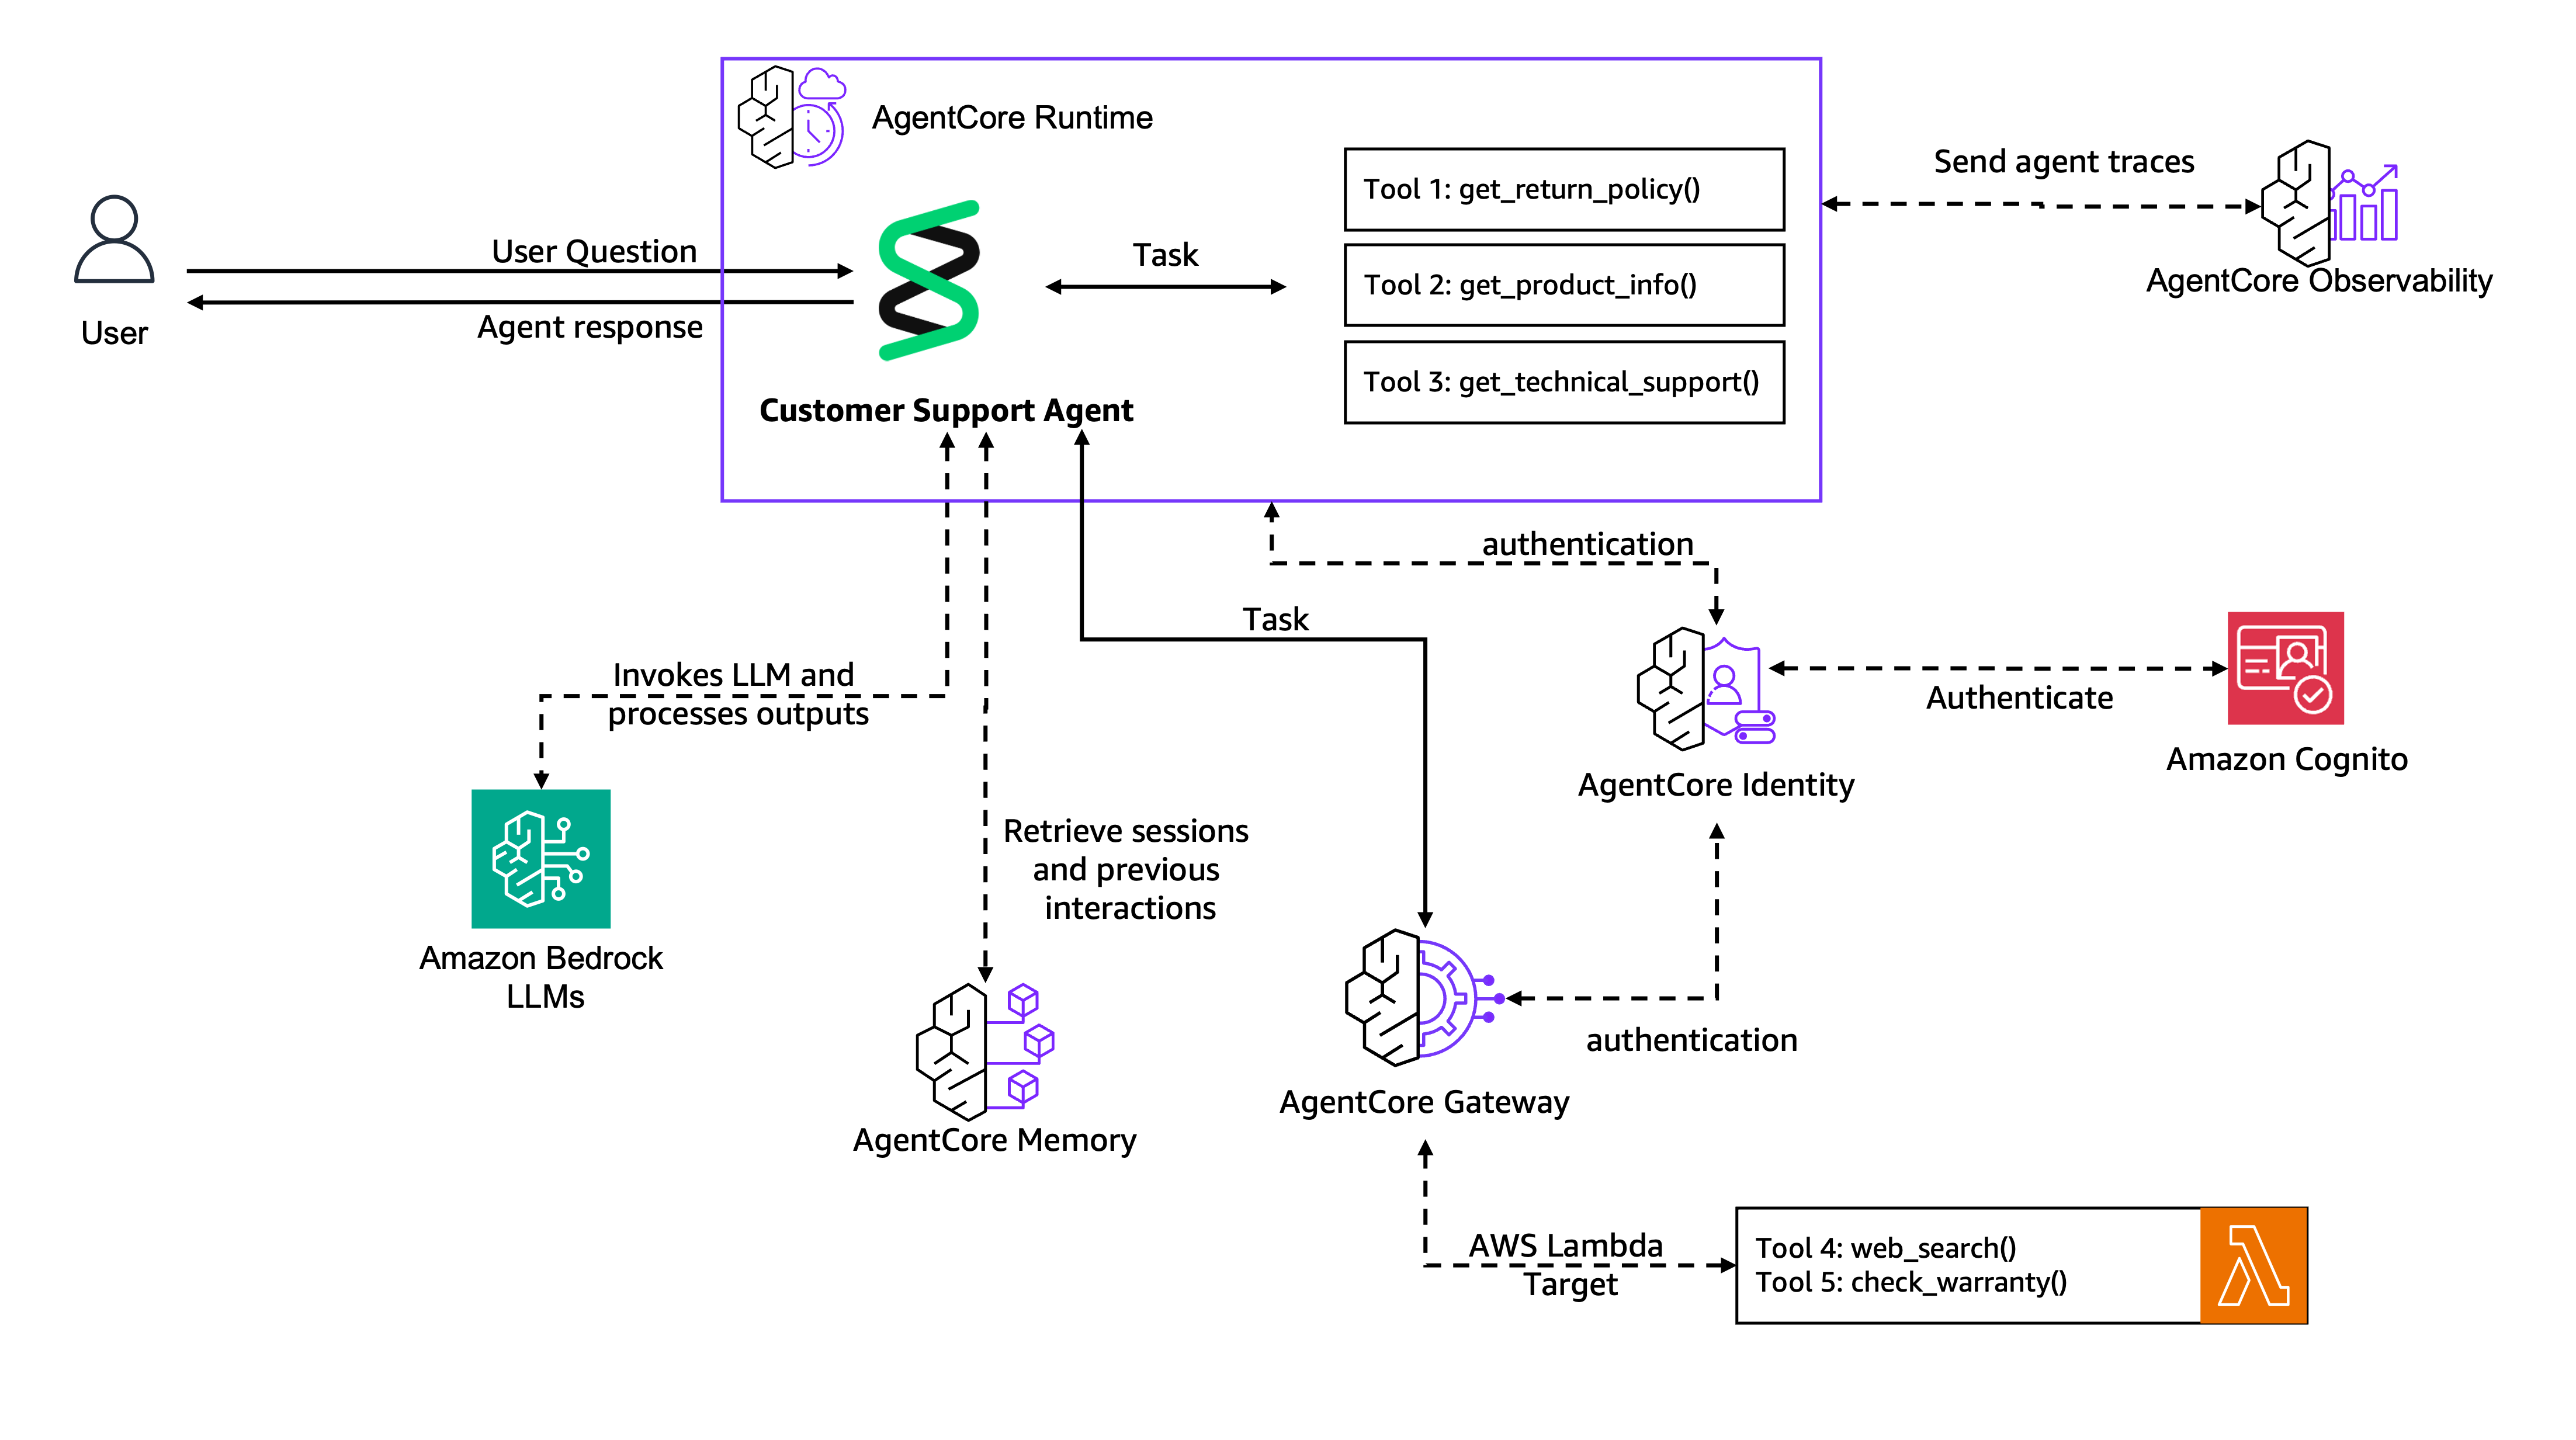 AgentCore Runtime
Tool 1: get_return_policy()
Send agent traces
User Question
Task
Tool 2: get_product_info()
AgentCore Observability
User
Agent response
Tool 3: get_technical_support()
Customer Support Agent
authentication
Task
Invokes LLM and
processes outputs
Authenticate
Amazon Cognito
AgentCore Identity
Retrieve sessions
and previous
interactions
Amazon Bedrock
LLMs
authentication
AgentCore Gateway
AgentCore Memory
AWS Lambda
Target
Tool 4: web_search()
Tool 5: check_warranty()